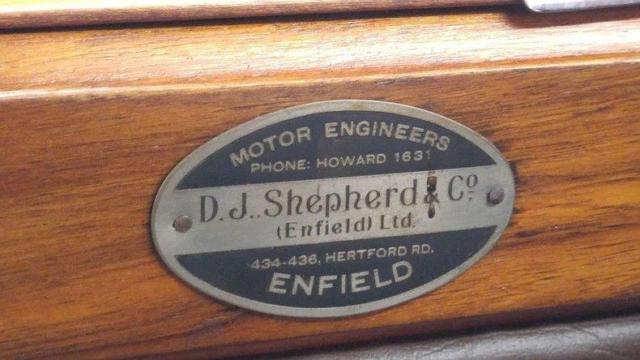 MOTOR ENGINEERS
PHONE: HOWARD 1631
D.J. Shepherd & Co.
(Enfield) Ltd.
434-436, HERTFORD RD.
ENFIELD